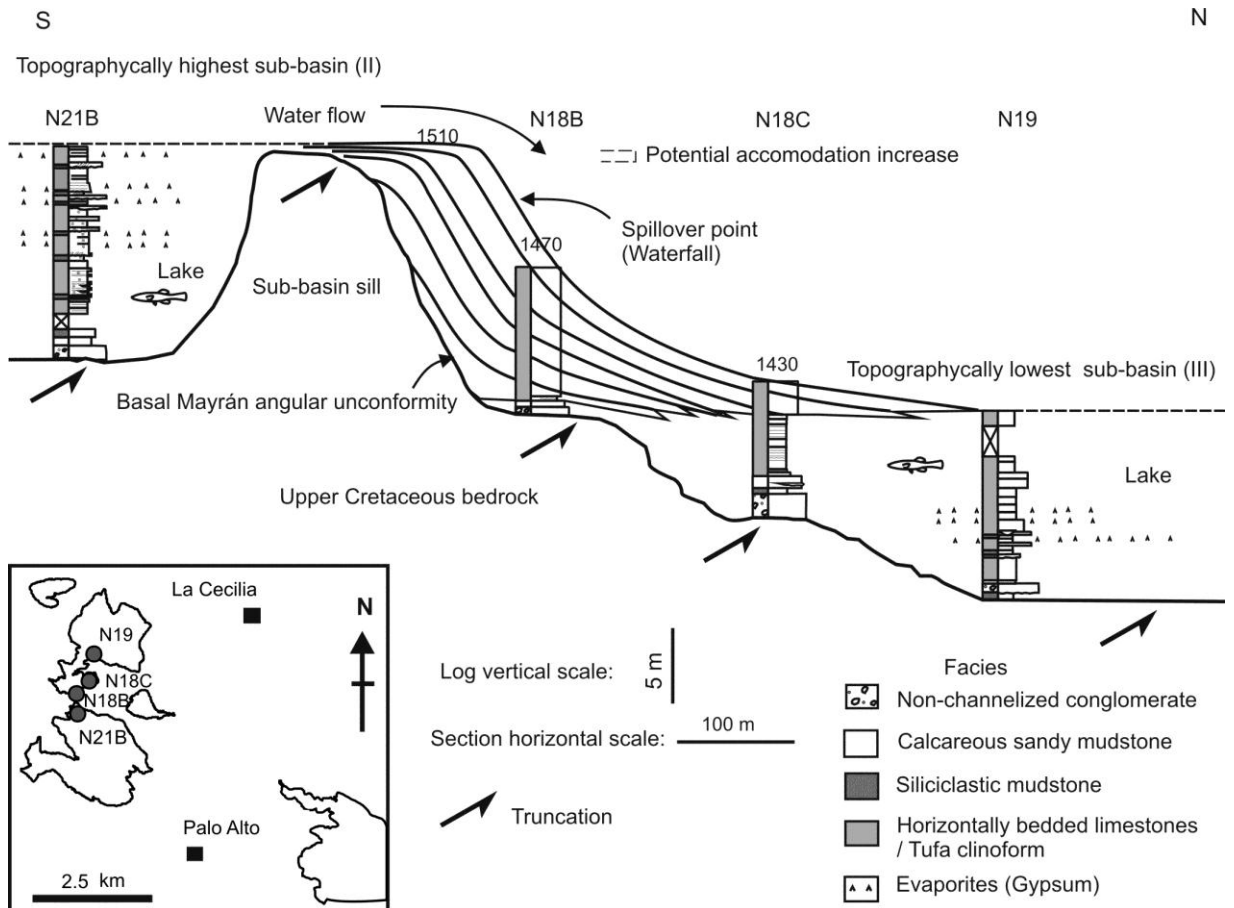 S
N
Topographycally highest sub-basin (II)
N21B
Water flow
1510
N18B
N18C
N19
Potential accomodation increase
Spillover point
(Waterfall)
1470
Lake
Sub-basin sill
Basal Mayrán angular unconformity
1430
Topographycally lowest sub-basin (III)
Lake
Upper Cretaceous bedrock
La Cecilia
N
N19
N18C
N18B
N21B
Palo Alto
2.5 km
Log vertical scale:
5 m
Section horizontal scale:
100 m
Truncation
Facies
Non-channelized conglomerate
Calcareous sandy mudstone
Siliciclastic mudstone
Horizontally bedded limestones
/ Tufa clinoform
Evaporites (Gypsum)